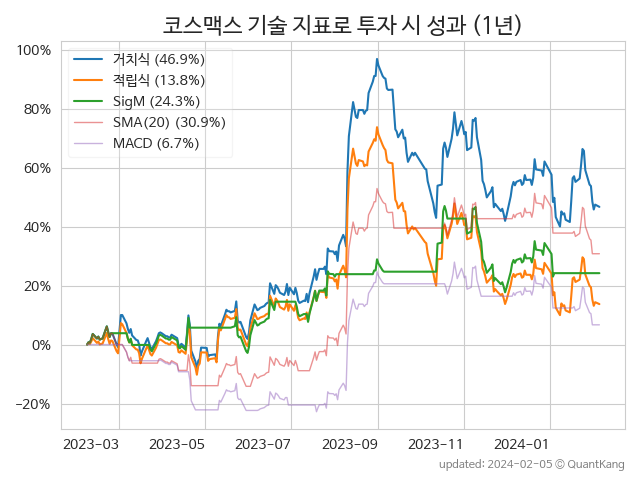 코스맥스 기술 지표로 투자 시 성과 (1년)
100%
80%
60%
40%
20%
0%
−20%
거치식 (46.9%)
적립식 (13.8%)
SigM (24.3%)
SMA(20) (30.9%)
MACD (6.7%)
2023-03 2023-05 2023-07 2023-09 2023-11 2024-01
updated: 2024-02-05 © QuantKang